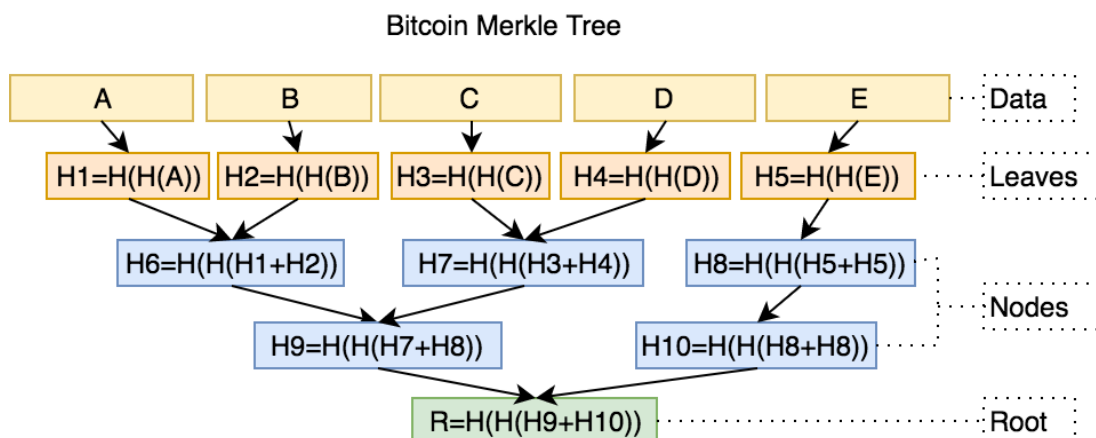 Bitcoin Merkle Tree
A
B
C
D
E
Data
H1=H(H(A))
H2=H(H(B))
H3=H(H(C))
H4=H(H(D))
H5=H(H(E))
Leaves
H6=H(H(H1+H2))
H7=H(H(H3+H4))
H8=H(H(H5+H5))
Nodes
H9=H(H(H7+H8))
H10=H(H(H8+H8))
R=H(H(H9+H10))
Root